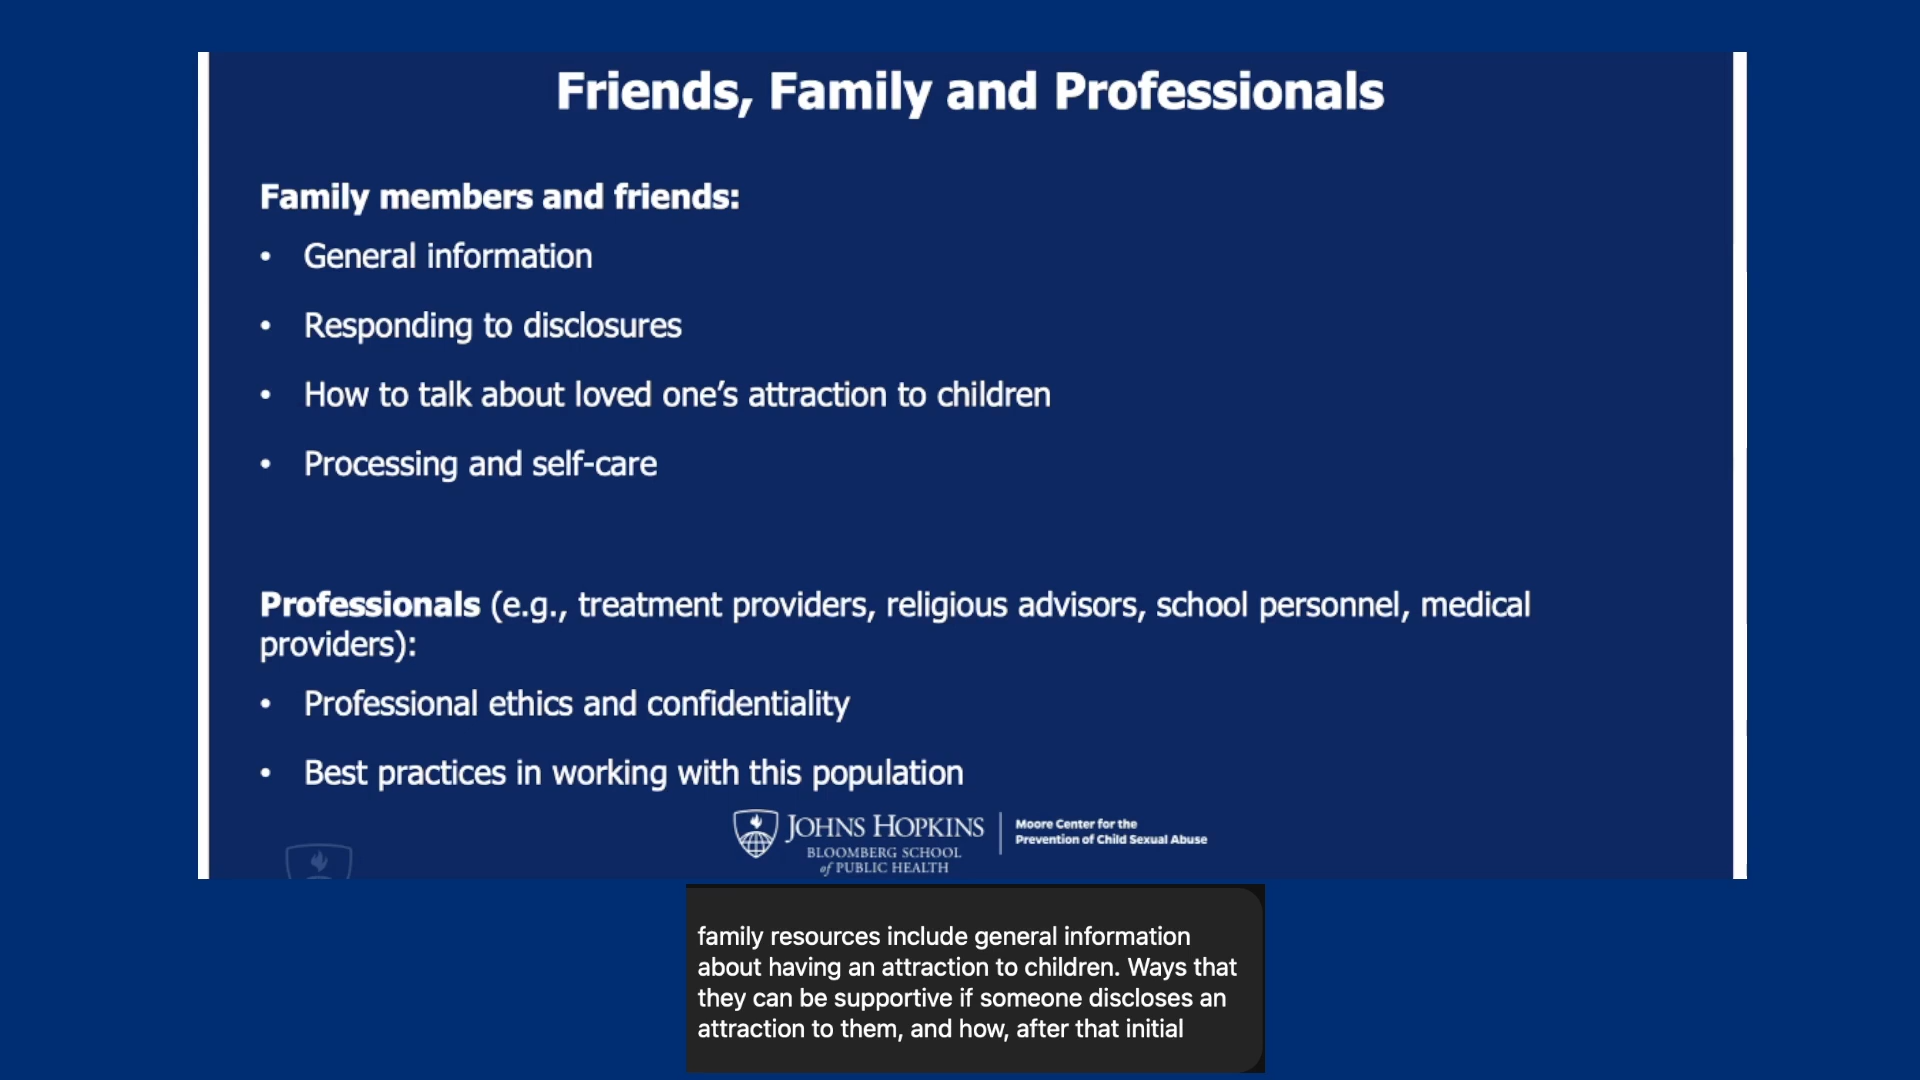 Friends, Family and Professionals
Family members and friends:
• General information
• Responding to disclosures
• How to talk about loved one's attraction to children
• Processing and self-care
Professionals (e.g., treatment providers, religious advisors, school personnel, medical
providers):
• Professional ethics and confidentiality
• Best practices in working with this population
JOHNS HOPKINS
BLOOMBERG SCHOOL
of PUBLIC HEALTH
Moore Center for the
Prevention of Child Sexual Abuse
family resources include general information
about having an attraction to children. Ways that
they can be supportive if someone discloses an
attraction to them, and how, after that initial